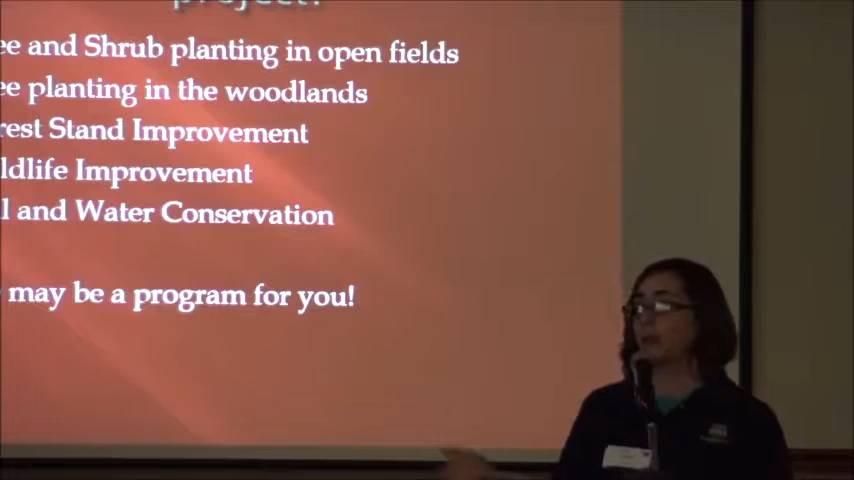 project?
ee and Shrub planting in open fields
ee planting in the woodlands
rest Stand Improvement
ldlife Improvement
l and Water Conservation
may be a program for you!